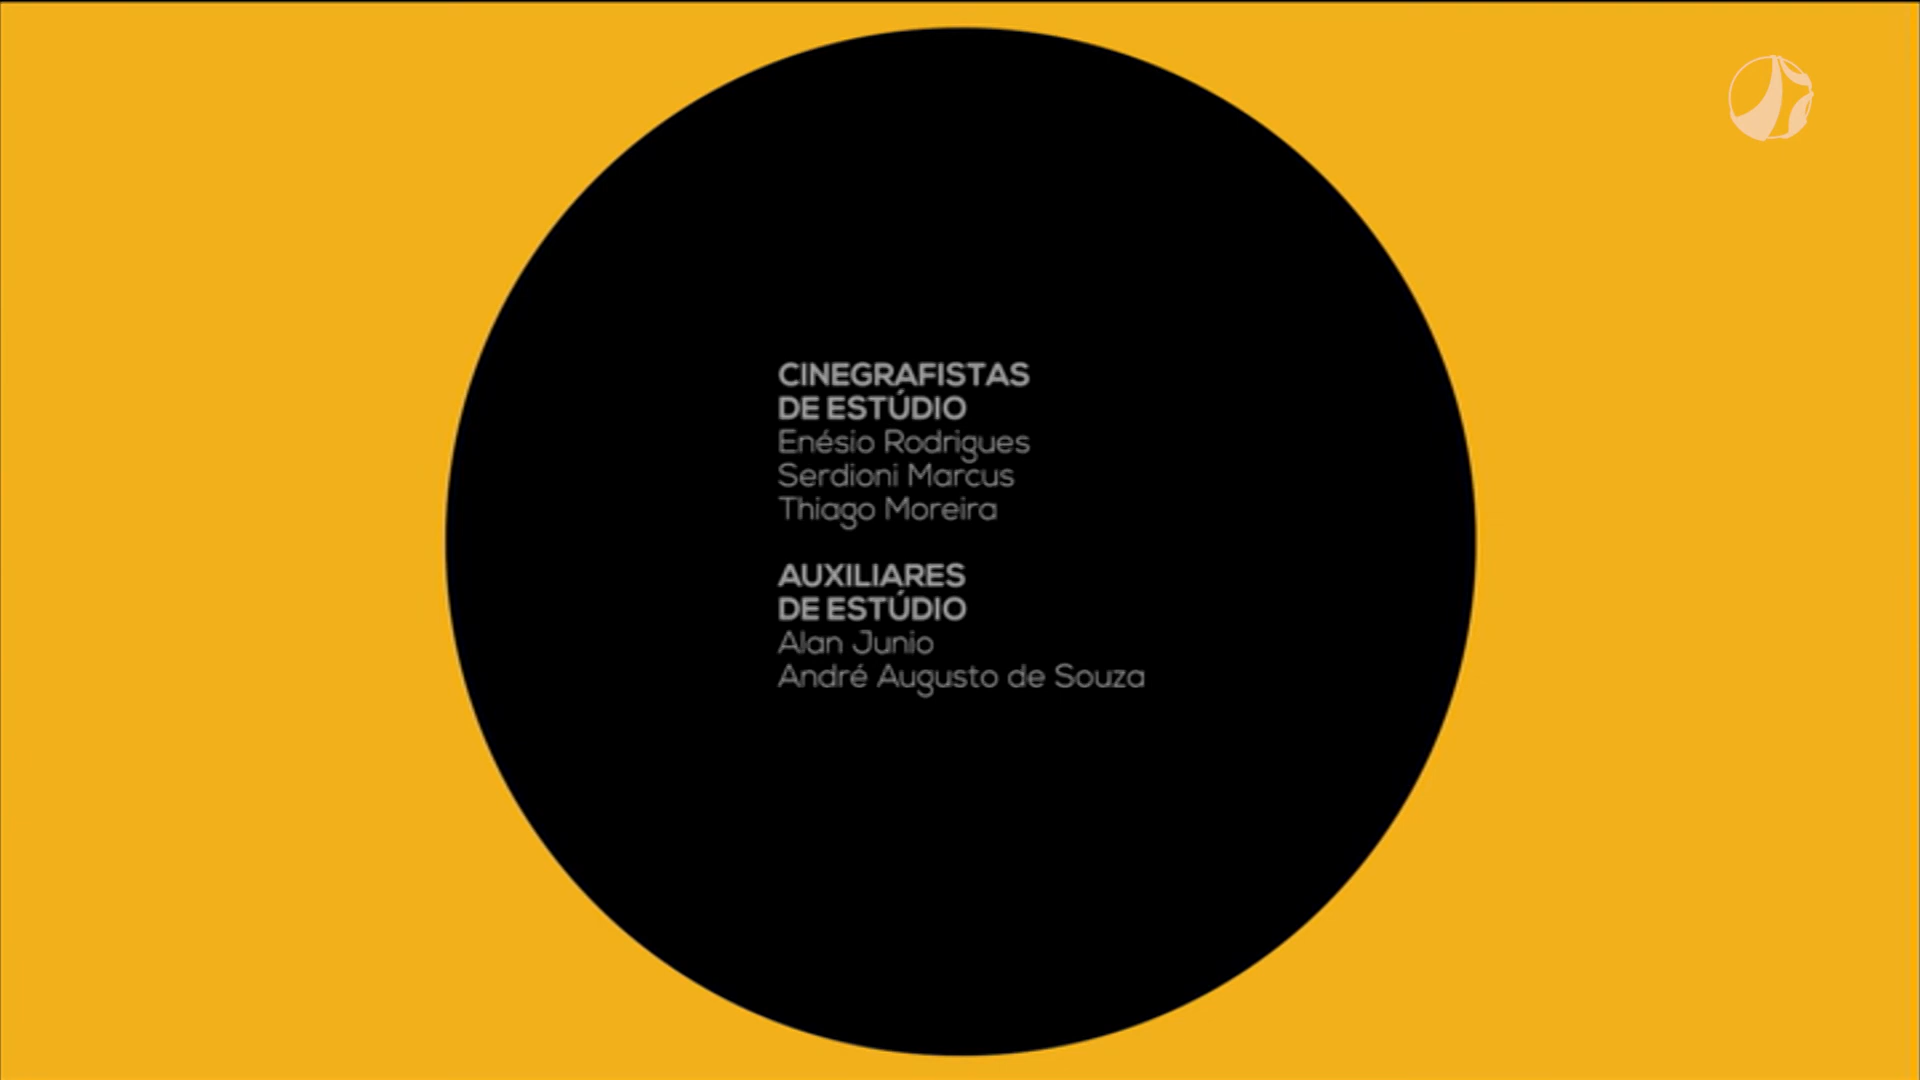 CINEGRAFISTAS
DE ESTÚDIO
Enésio Rodrigues
Serdioni Marcus
Thiago Moreira
AUXILIARES
DE ESTÚDIO
Alan Junio
André Augusto de Souza